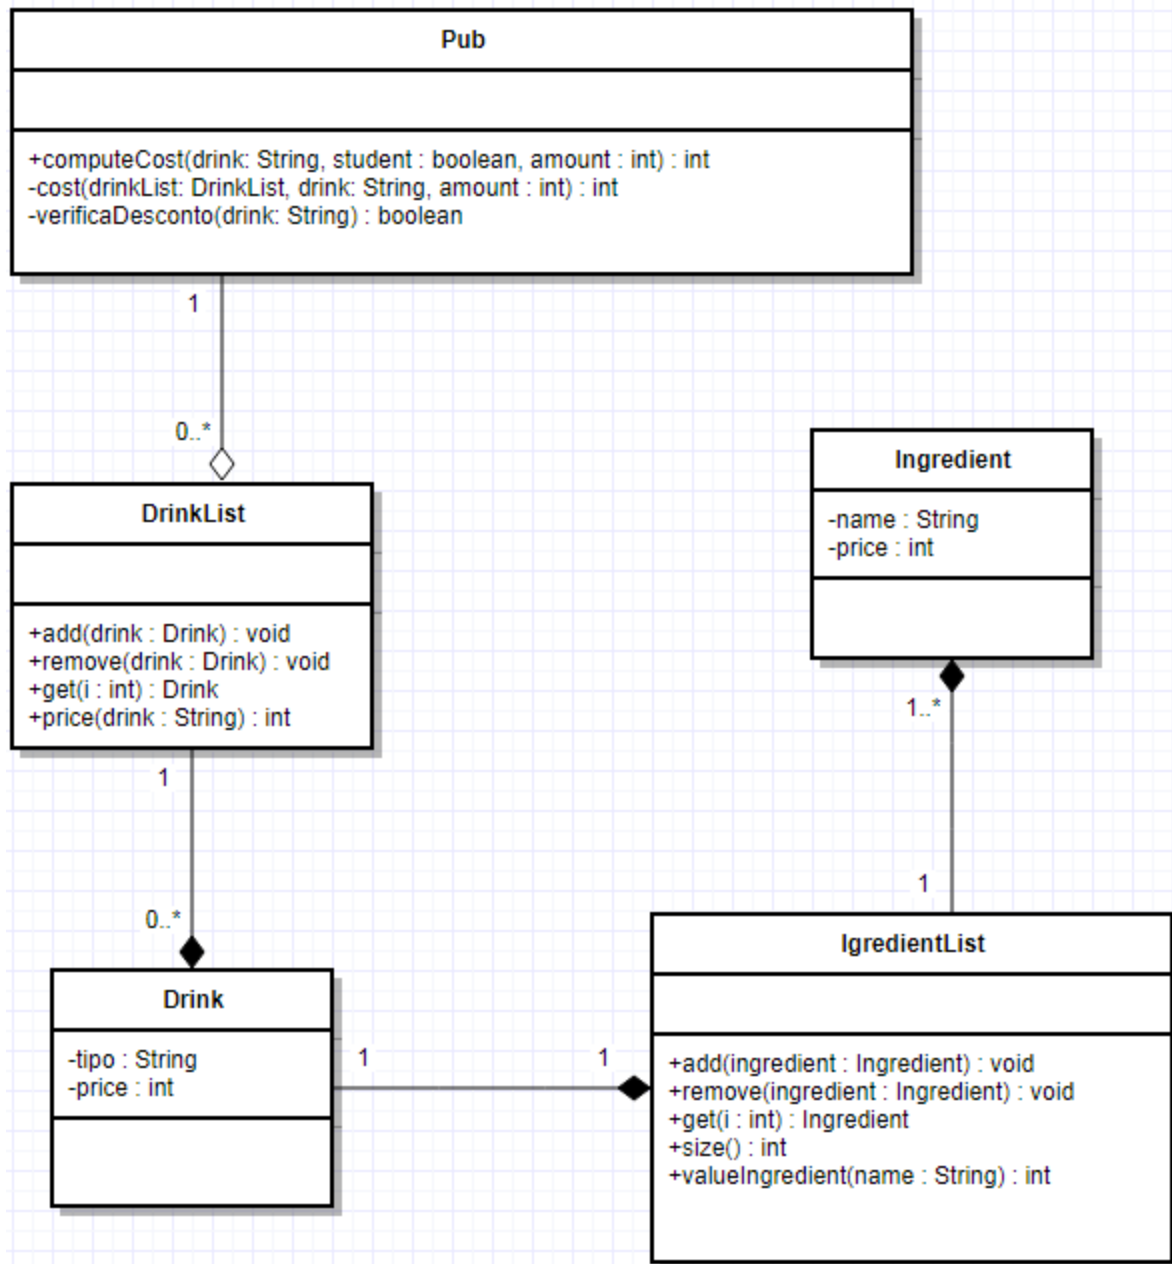 Pub
+computeCost(drink: String, student : boolean, amount : int) : int
-cost(drinkList: DrinkList, drink: String, amount : int) : int
-verificaDesconto(drink: String) : boolean
1
0..*
DrinkList
+add(drink : Drink) : void
+remove(drink : Drink) : void
+get(i : int) : Drink
+price(drink : String) : int
1
0..*
Drink
-tipo : String
-price : int
1
1
Ingredient
-name : String
-price : int
1..*
1
IgredientList
+add(ingredient : Ingredient) : void
+remove(ingredient : Ingredient) : void
+get(i : int) : Ingredient
+size() : int
+valueIngredient(name : String) : int